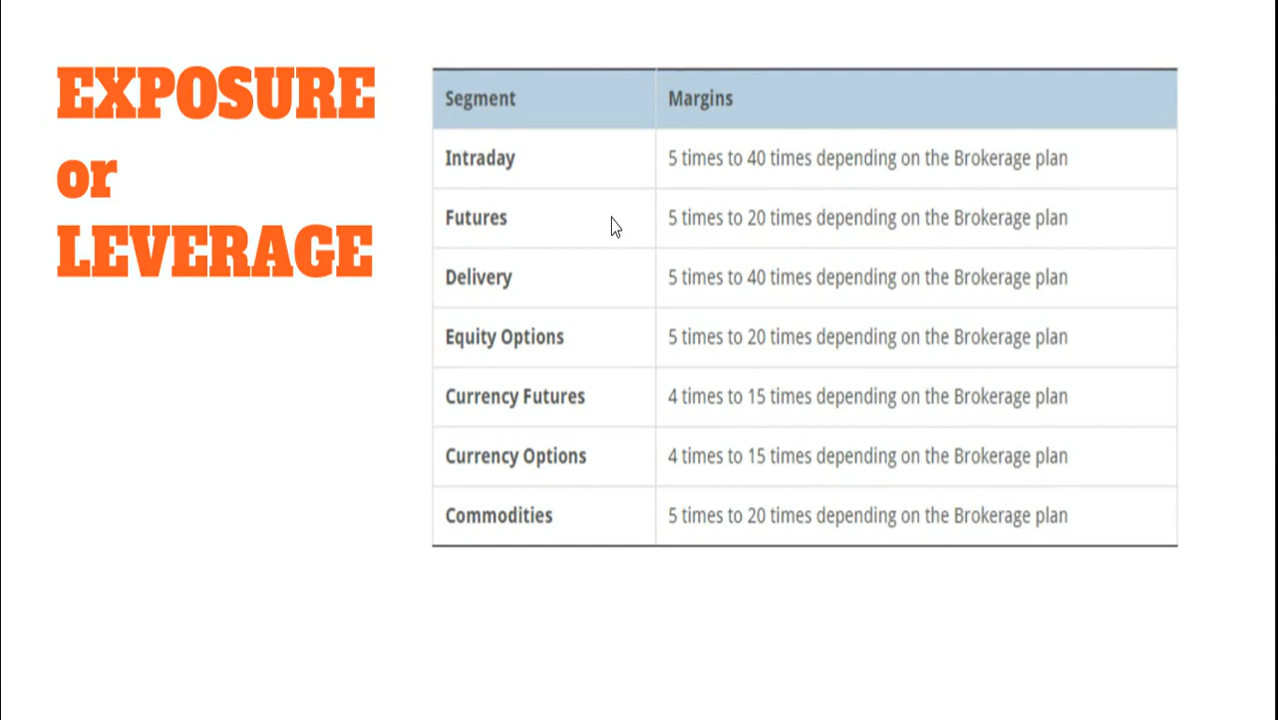 EXPOSURE
or
LEVERAGE
Segment Margins
Intraday 5 times to 40 times depending on the Brokerage plan
Futures 5 times to 20 times depending on the Brokerage plan
Delivery 5 times to 40 times depending on the Brokerage plan
Equity Options 5 times to 20 times depending on the Brokerage plan
Currency Futures 4 times to 15 times depending on the Brokerage plan
Currency Options 4 times to 15 times depending on the Brokerage plan
Commodities 5 times to 20 times depending on the Brokerage plan